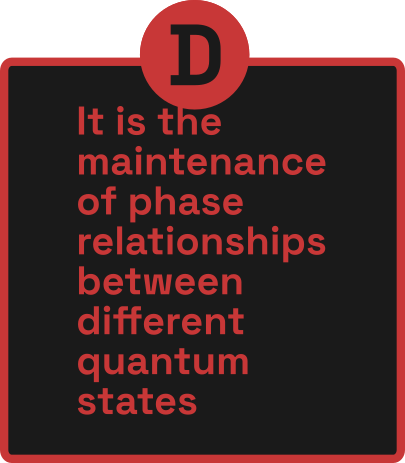 D
It is the
maintenance
of phase
relationships
between
different
quantum
states